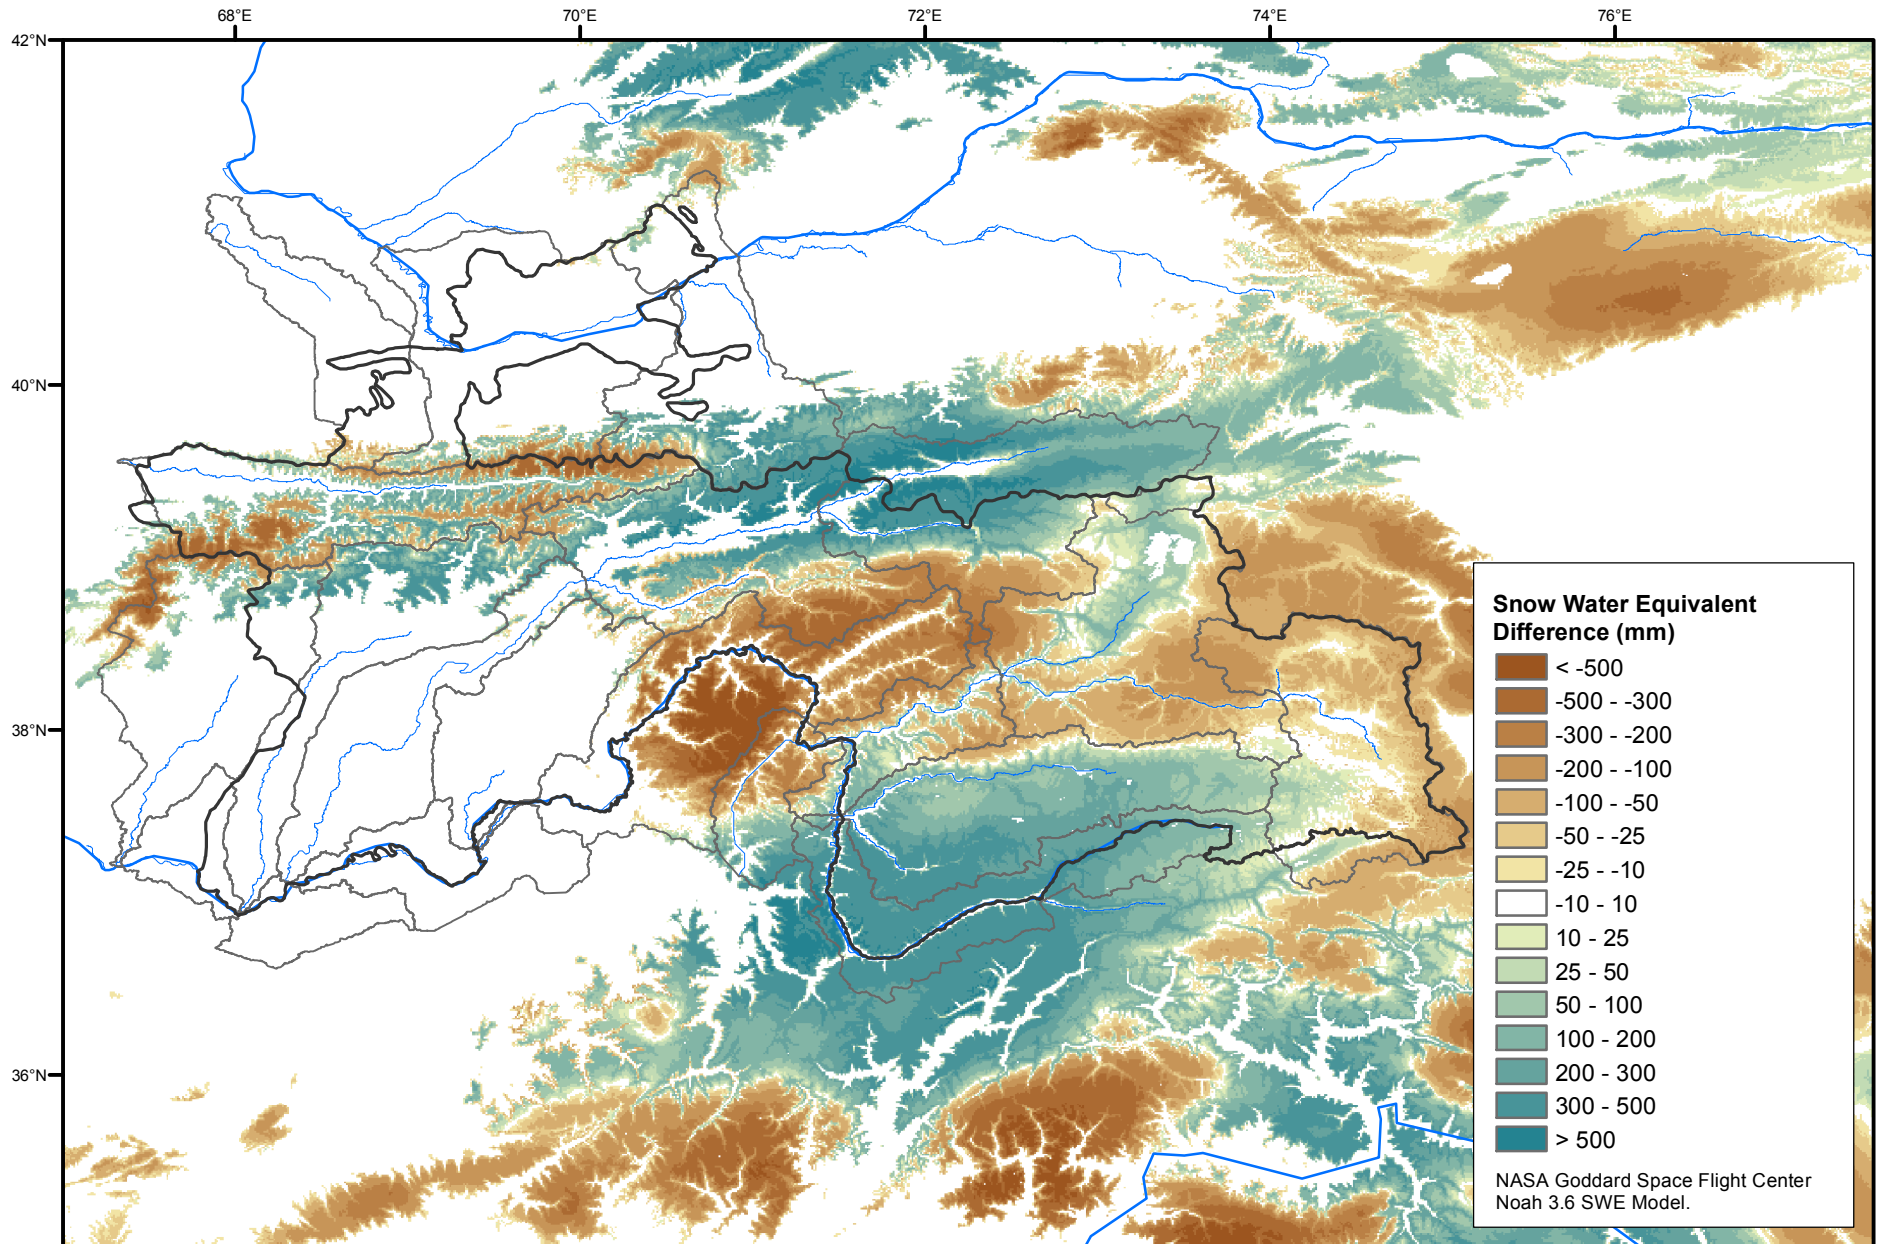 68°E 70°E 72°E 74°E 76°E
42°N
40°N
38°N
36°N
Snow Water Equivalent
Difference (mm)
< -500
-500 - -300
-300 - -200
-200 - -100
-100 - -50
-50 - -25
-25 - -10
-10 - 10
10 - 25
25 - 50
50 - 100
100 - 200
200 - 300
300 - 500
> 500
NASA Goddard Space Flight Center
Noah 3.6 SWE Model.